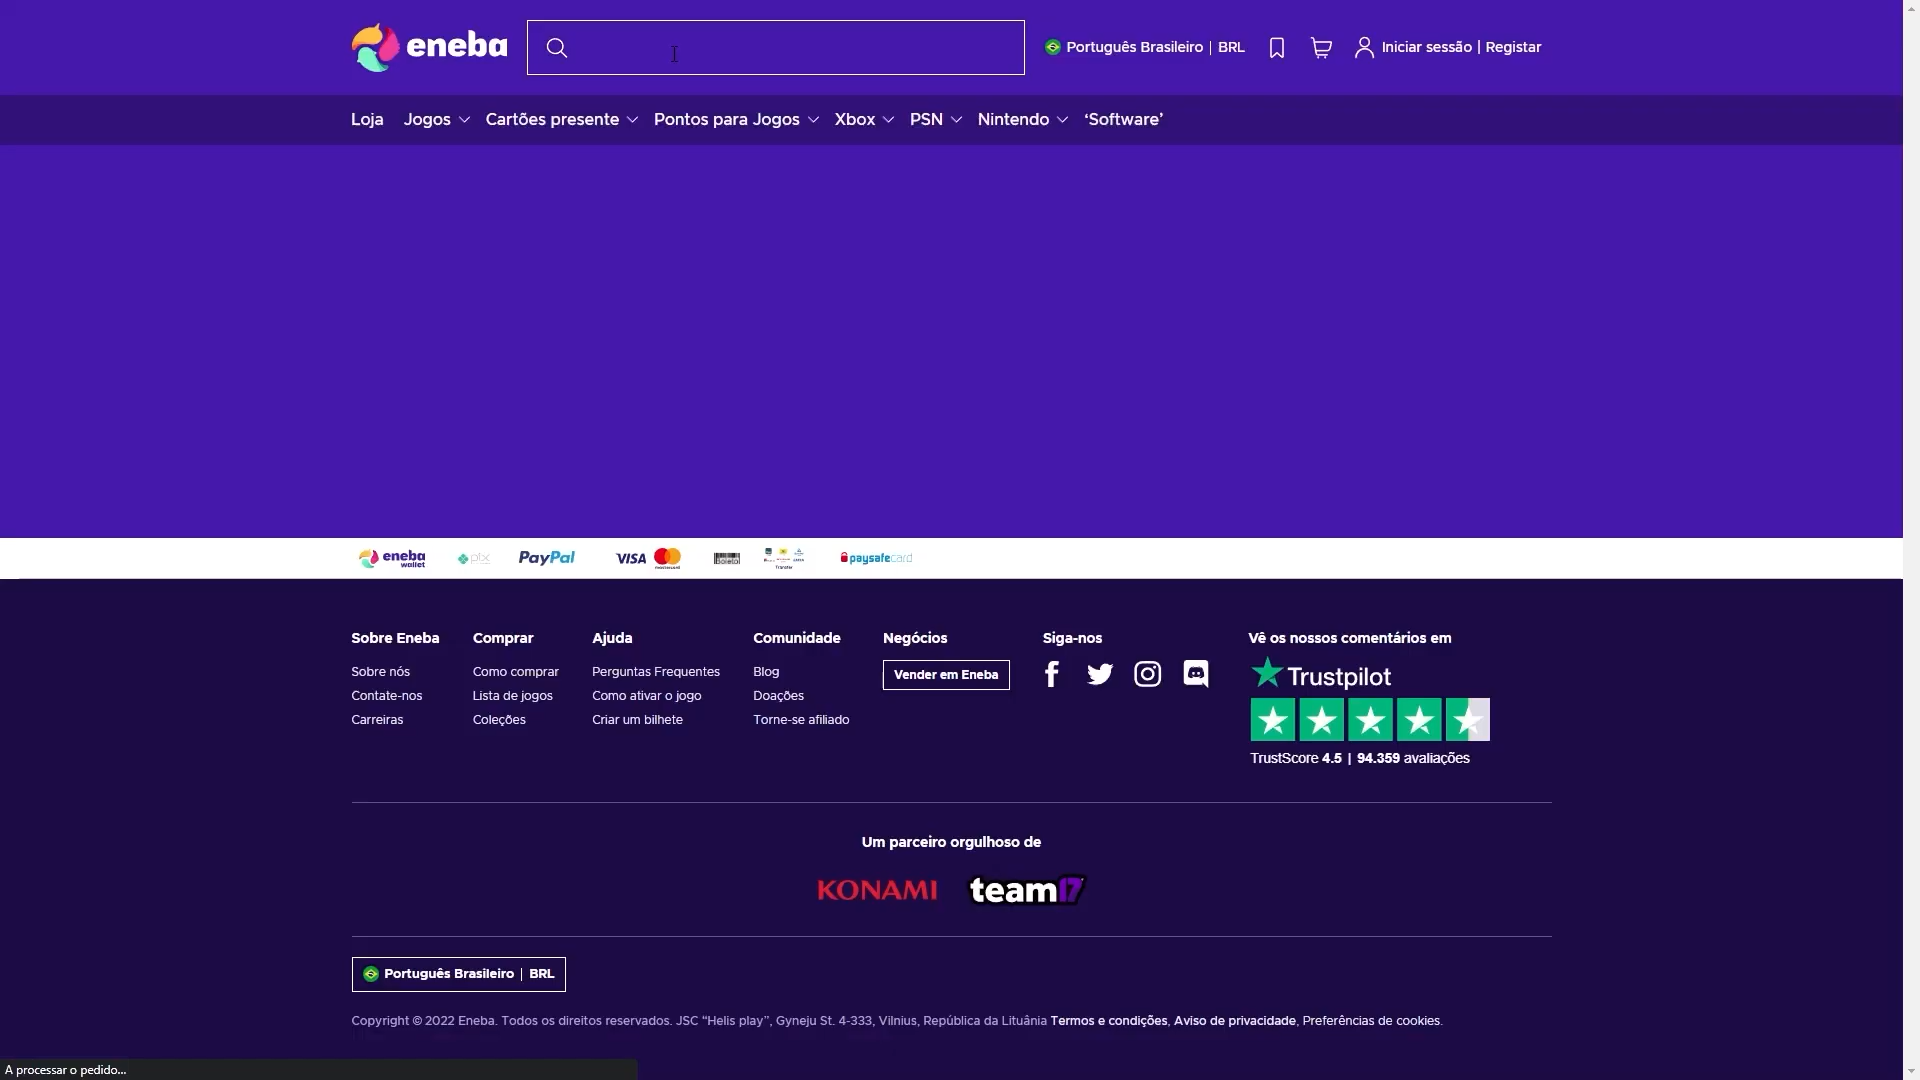 eneba
Português Brasileiro | BRL
Iniciar sessão | Registar
Loja Jogos Cartões presente Pontos para Jogos Xbox PSN Nintendo ‘Software’
eneba wallet pix PayPal VISA mastercard Boleto Transfer paysafecard
Sobre Eneba
Sobre nós
Contate-nos
Carreiras
Comprar
Como comprar
Lista de jogos
Coleções
Ajuda
Perguntas Frequentes
Como ativar o jogo
Criar um bilhete
Comunidade
Blog
Doações
Torne-se afiliado
Negócios
Vender em Eneba
Siga-nos
Vê os nossos comentários em
Trustpilot
TrustScore 4.5 | 94.359 avaliações
Um parceiro orgulhoso de
KONAMI team17
Português Brasileiro | BRL
Copyright © 2022 Eneba. Todos os direitos reservados. JSC “Helis play”, Gyneju St. 4-333, Vilnius, República da Lituânia Termos e condições, Aviso de privacidade, Preferências de cookies.
A processar o pedido...